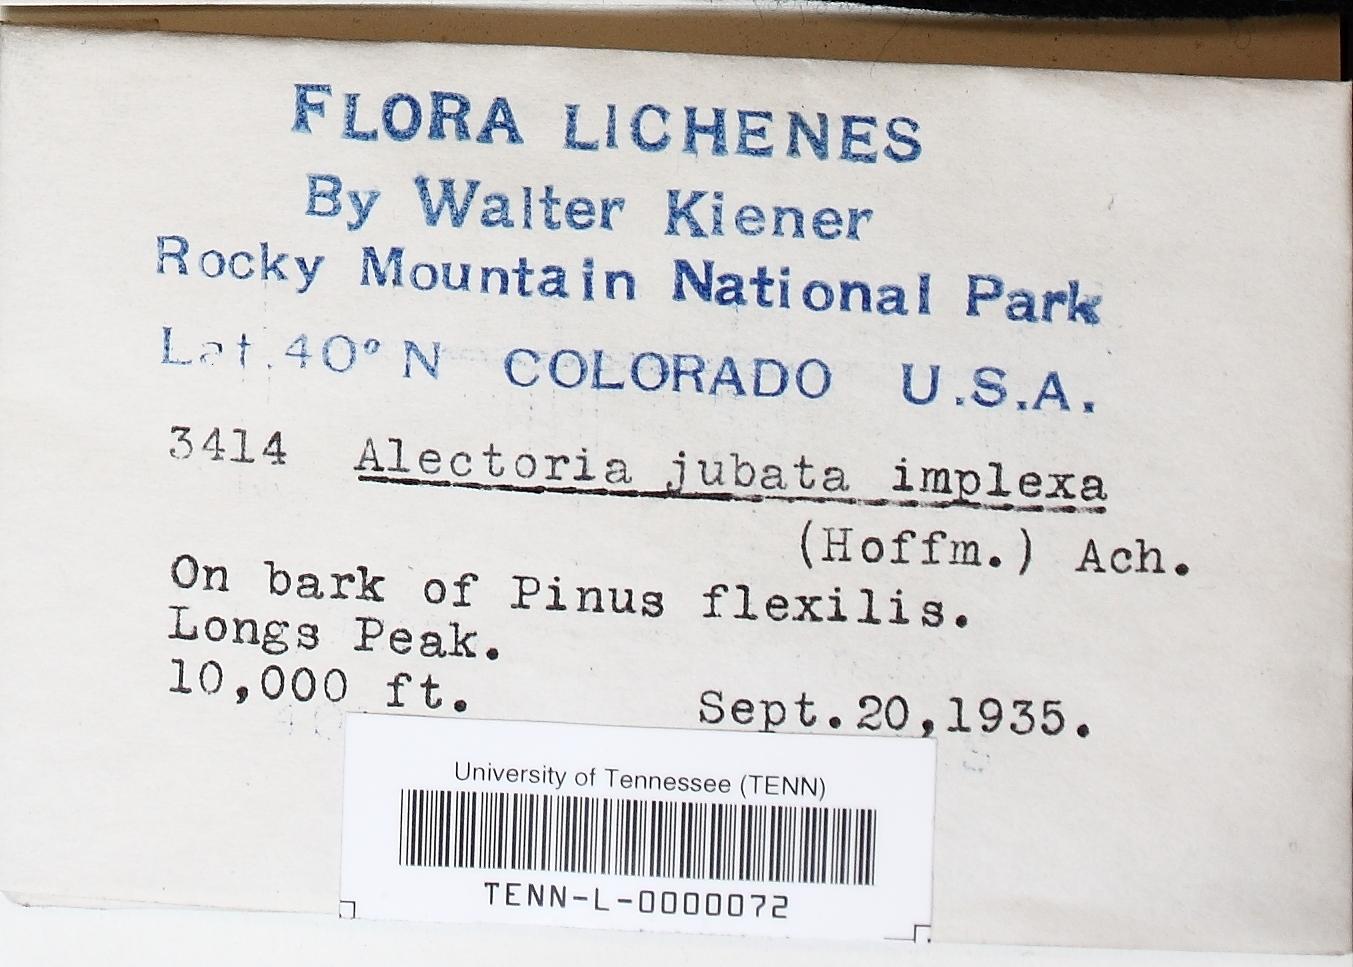 FLORA LICHENES
By Walter Kiener
Rocky Mountain National Park
Lat. 40° N COLORADO U.S.A.
3414 Alectoria jubata implexa
(Hoffm.) Ach.
On bark of Pinus flexilis.
Longs Peak.
10,000 ft. Sept.20,1935.
University of Tennessee (TENN)
TENN-L-0000072